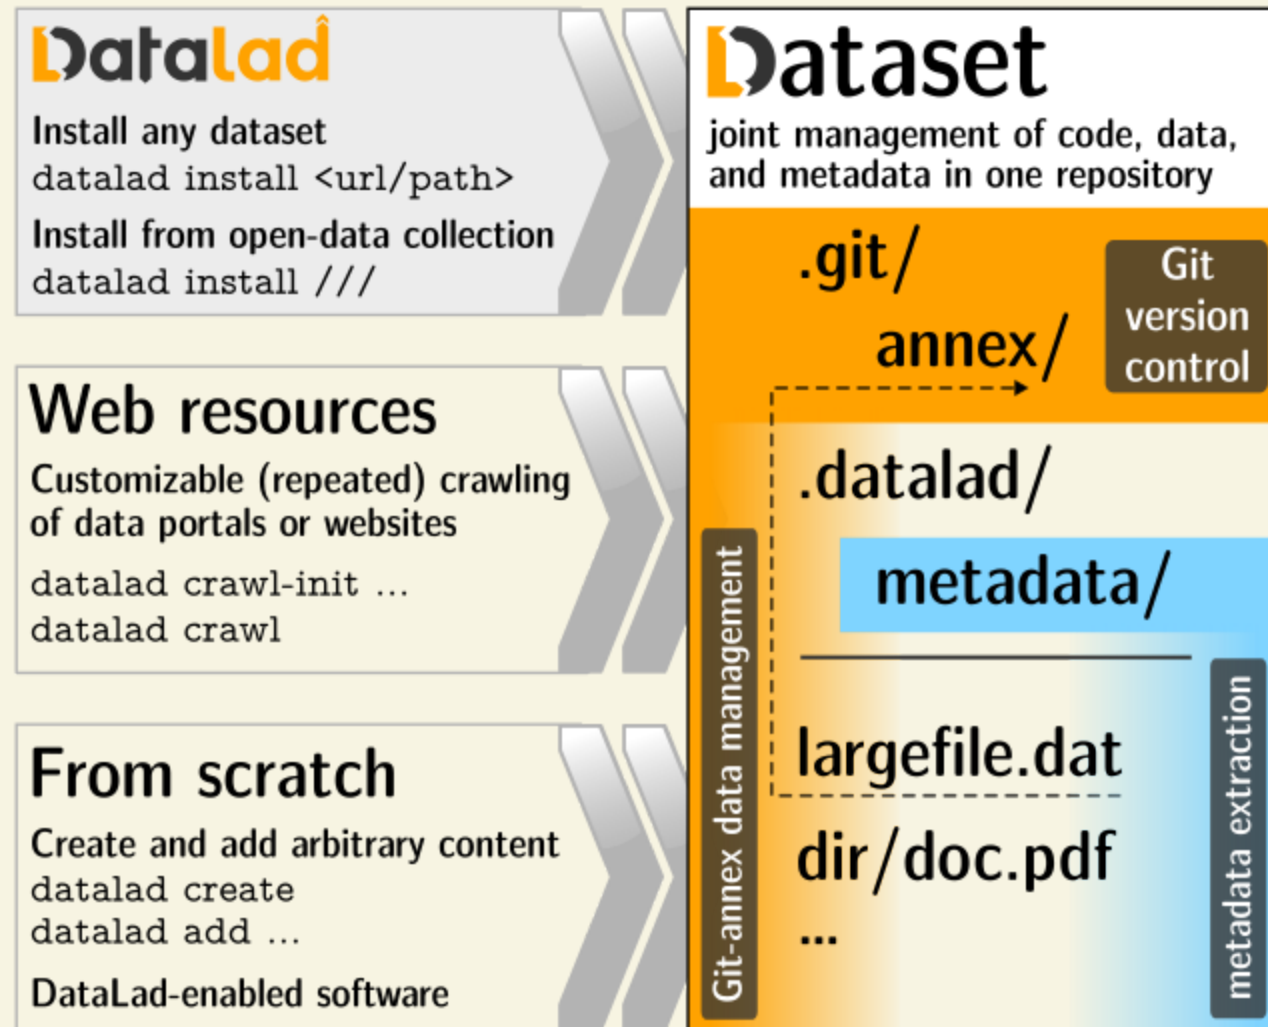 Datalad
Install any dataset
datalad install <url/path>
Install from open-data collection
datalad install ///
Web resources
Customizable (repeated) crawling
of data portals or websites
datalad crawl-init ...
datalad crawl
From scratch
Create and add arbitrary content
datalad create
datalad add ...
DataLad-enabled software
Dataset
joint management of code, data,
and metadata in one repository
.git/
annex/
Git
version
control
.datalad/
metadata/
Git-annex data management
largefile.dat
dir/doc.pdf
...
metadata extraction